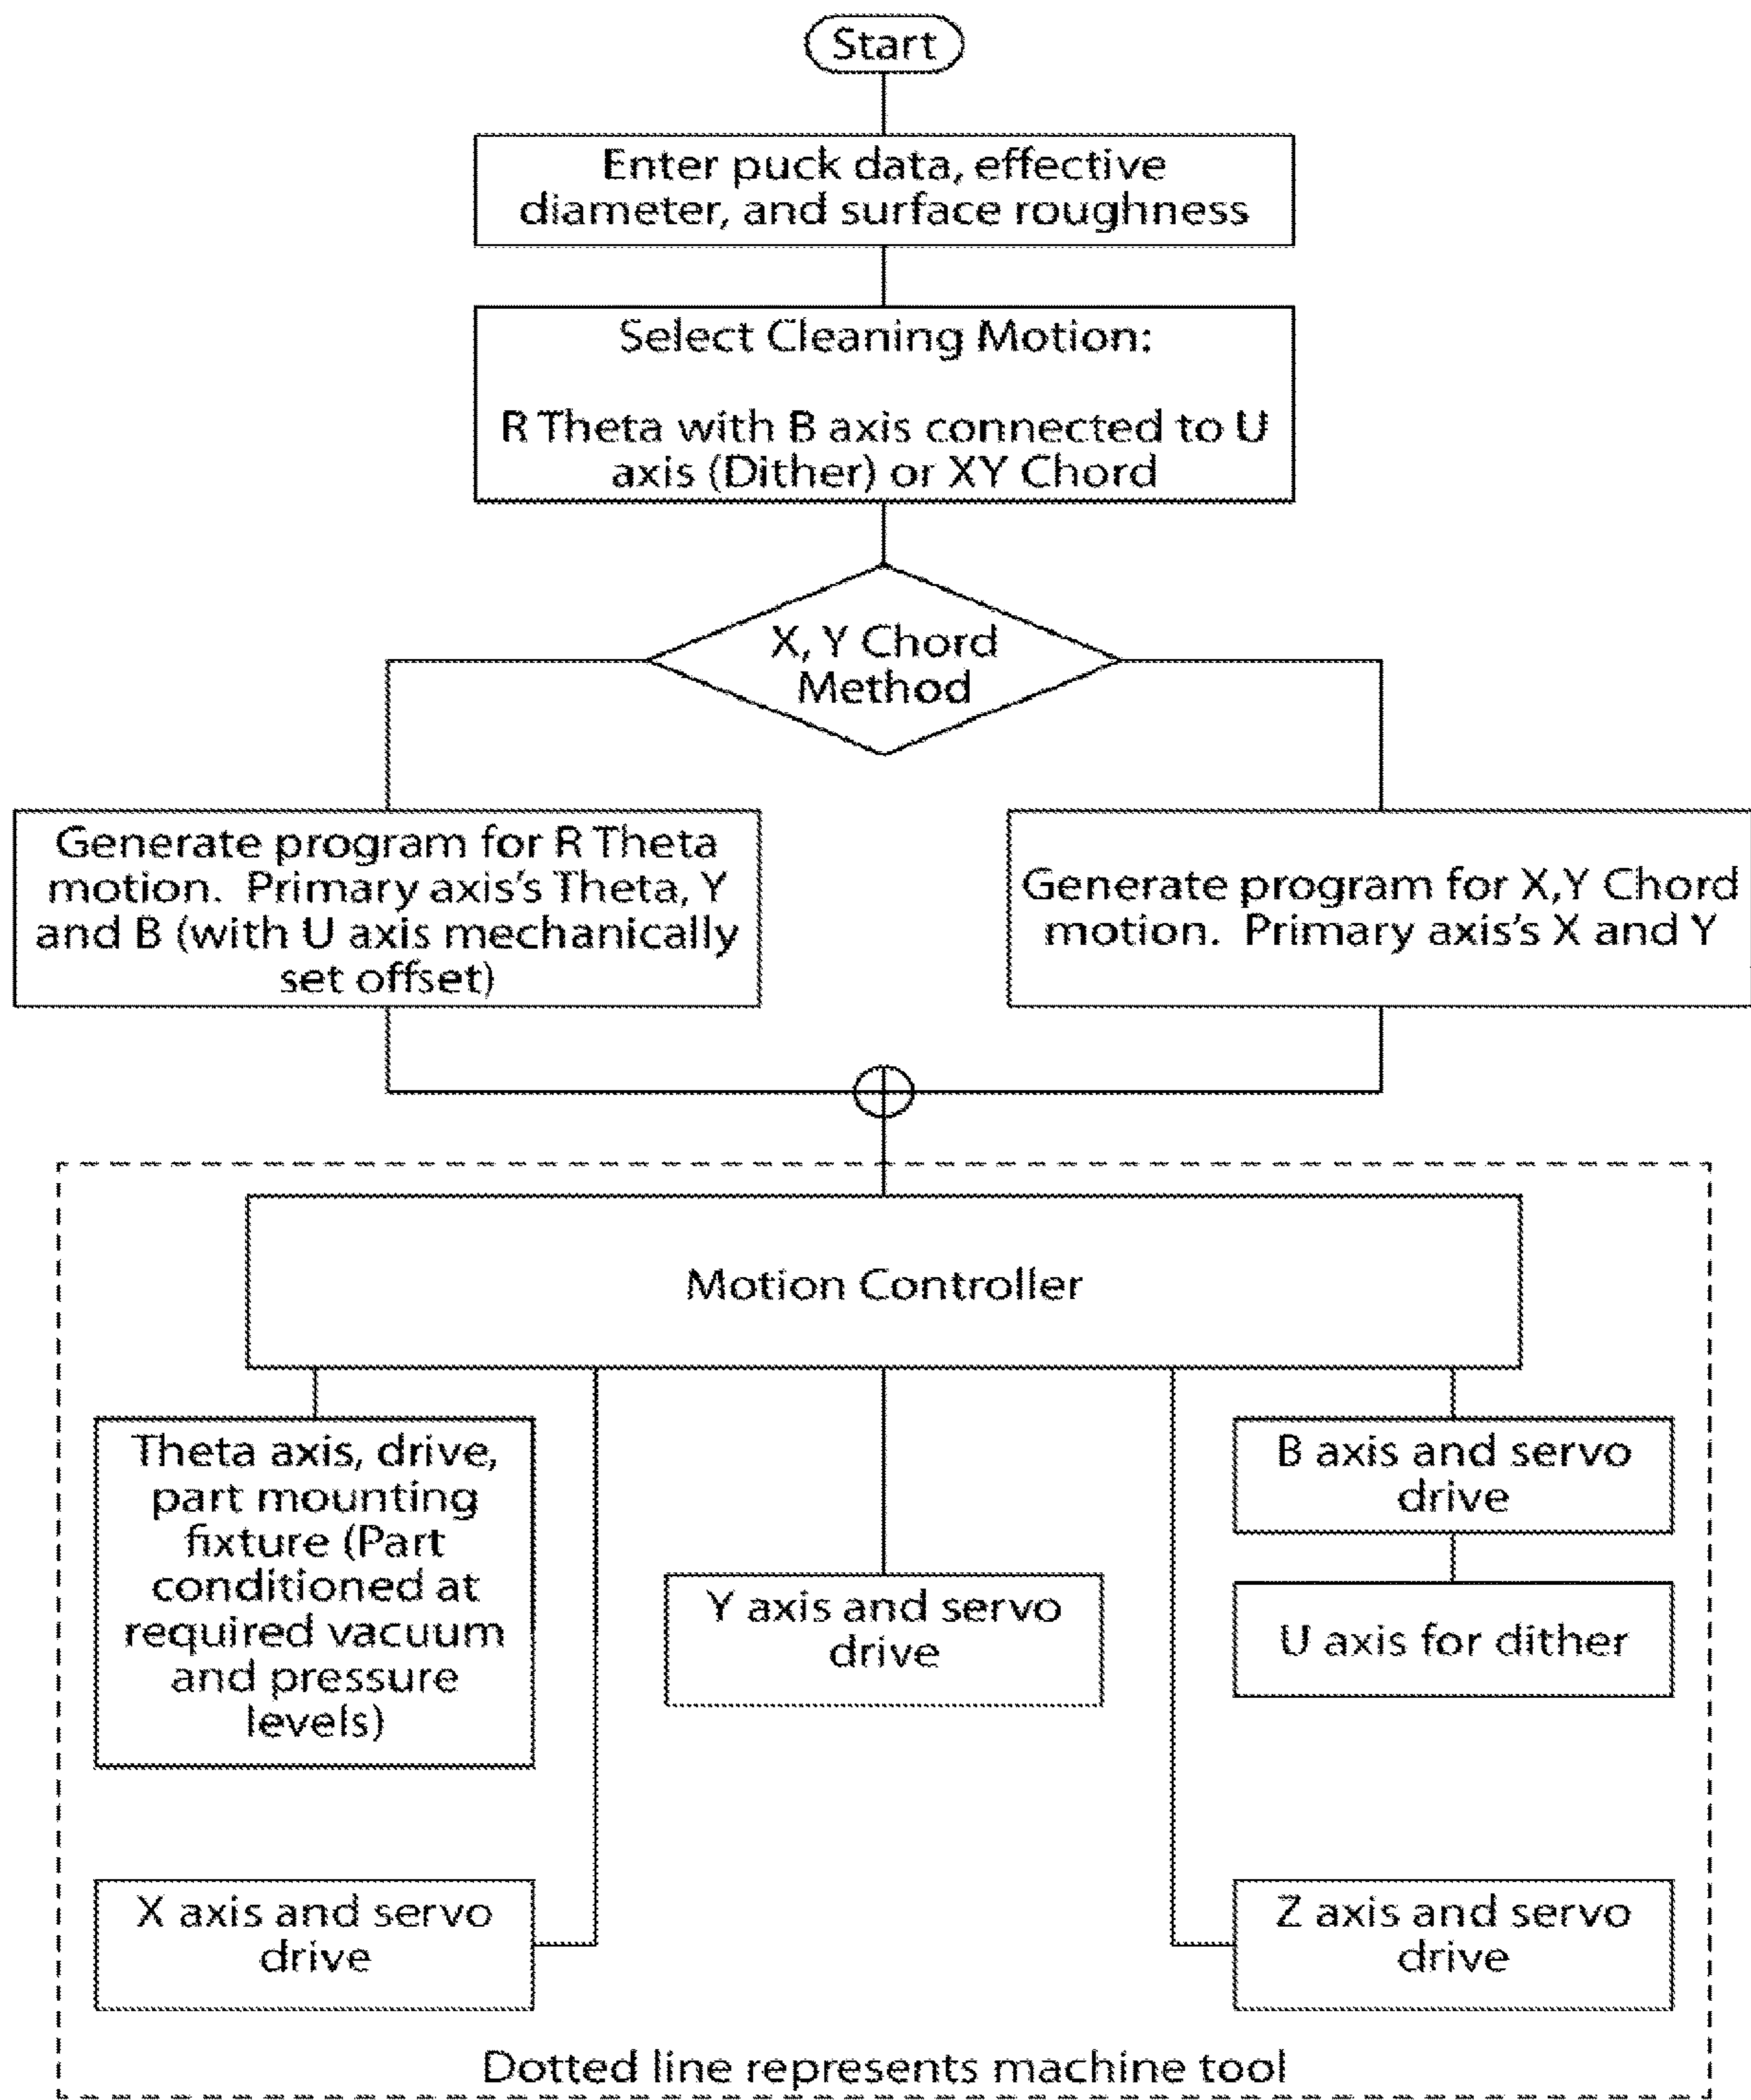 Start
Enter puck data, effective
diameter, and surface roughness
Select Cleaning Motion:
R Theta with B axis connected to U
axis (Dither) or XY Chord
X, Y Chord
Method
Generate program for R Theta
motion. Primary axis's Theta, Y
and B (with U axis mechanically
set offset)
Generate program for X,Y Chord
motion. Primary axis's X and Y
Motion Controller
Theta axis, drive,
part mounting
fixture (Part
conditioned at
required vacuum
and pressure
levels)
Y axis and servo
drive
B axis and servo
drive
U axis for dither
X axis and servo
drive
Z axis and servo
drive
Dotted line represents machine tool